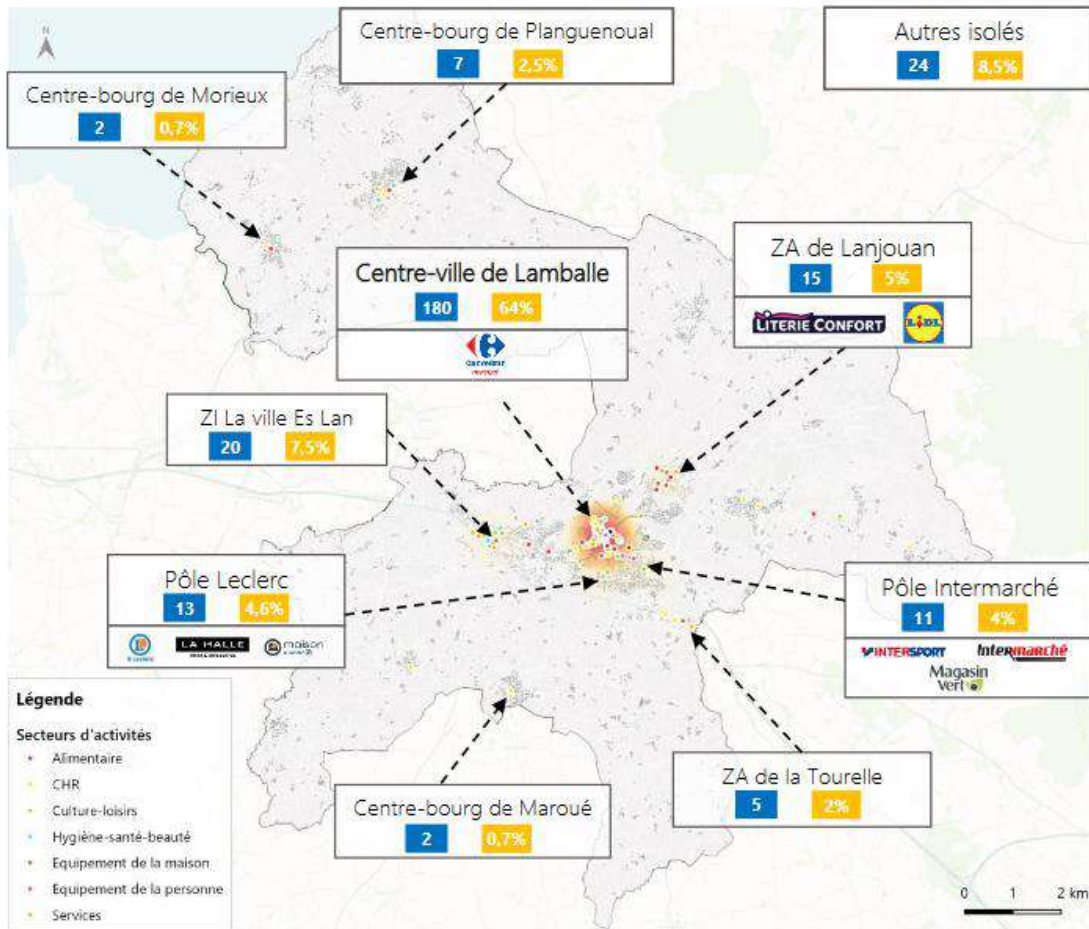 N
Centre-bourg de Planguenoual
7 2,5%
Autres isolés
24 8,5%
Centre-bourg de Morieux
2 0,7%
Centre-ville de Lamballe
180 64%
Carrefour
market
ZA de Lanjouan
15 5%
LITERIE CONFORT LIDL
ZI La ville Es Lan
20 7,5%
Pôle Leclerc
13 4,6%
E.Leclerc LA HALLE maison
Pôle Intermarché
11 4%
INTERSPORT Intermarché
Magasin
Vert
Centre-bourg de Maroué
2 0,7%
ZA de la Tourelle
5 2%
Légende
Secteurs d'activités
Alimentaire
CHR
Culture-loisirs
Hygiène-santé-beauté
Equipement de la maison
Equipement de la personne
Services
0 1 2 km